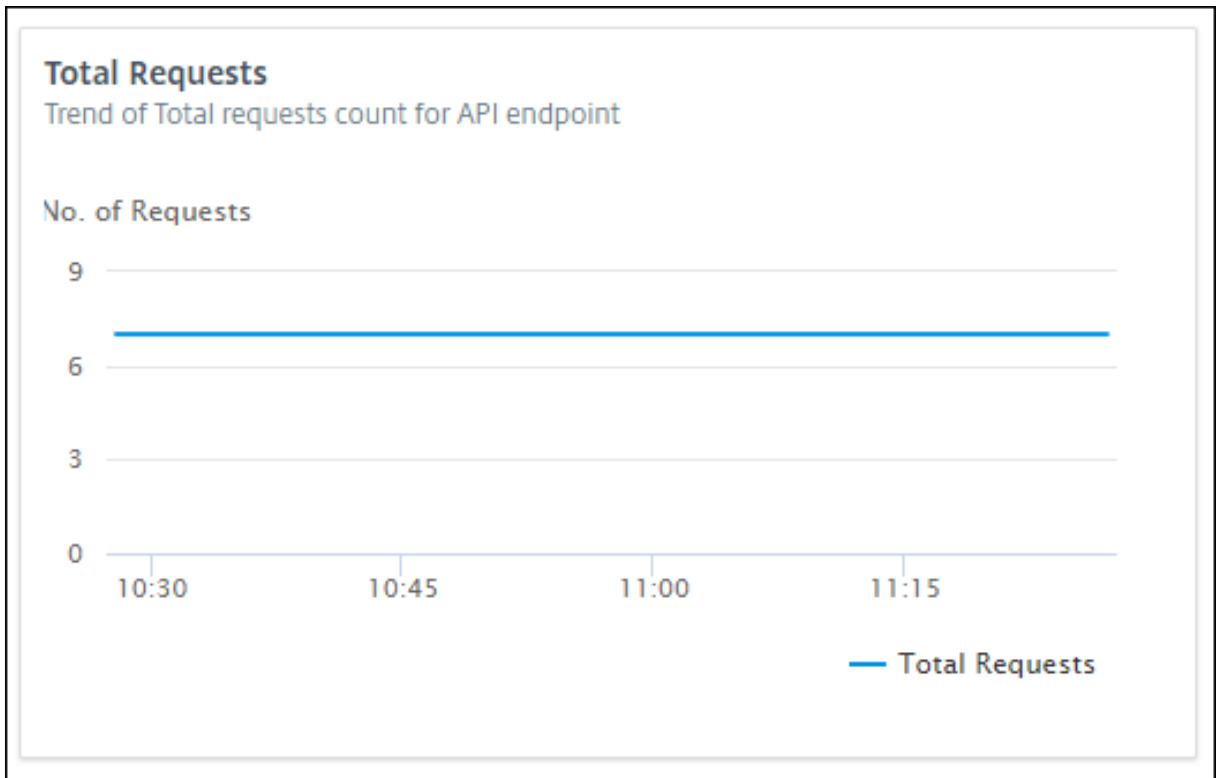 Total Requests
Trend of Total requests count for API endpoint
No. of Requests
9
6
3
0
10:30 10:45 11:00 11:15
Total Requests